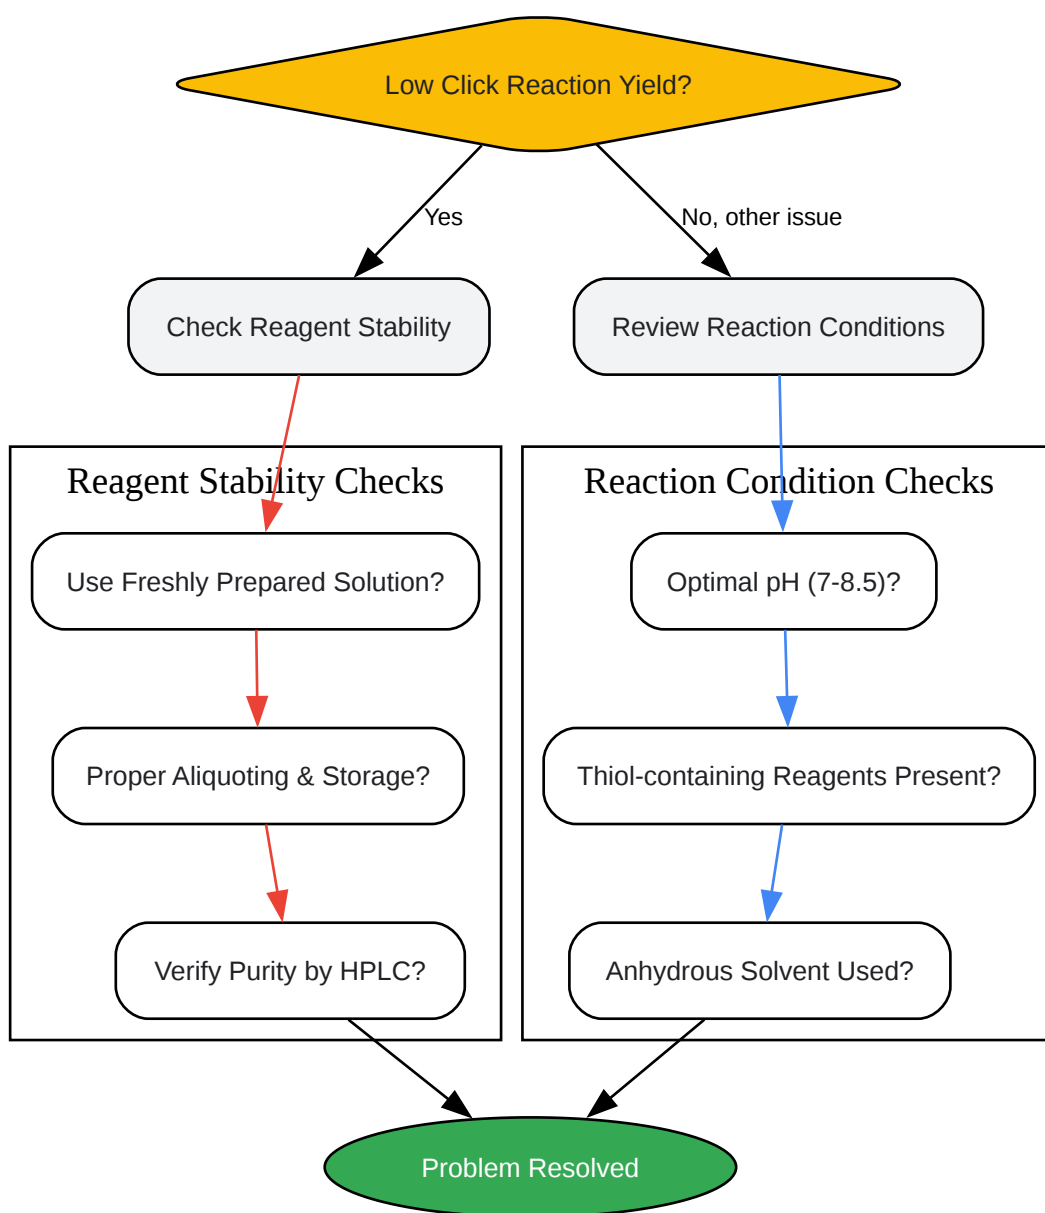 Low Click Reaction Yield?
Yes
No, other issue
Check Reagent Stability
Review Reaction Conditions
Reagent Stability Checks
Reaction Condition Checks
Use Freshly Prepared Solution?
Optimal pH (7-8.5)?
Proper Aliquoting & Storage?
Thiol-containing Reagents Present?
Verify Purity by HPLC?
Anhydrous Solvent Used?
Problem Resolved